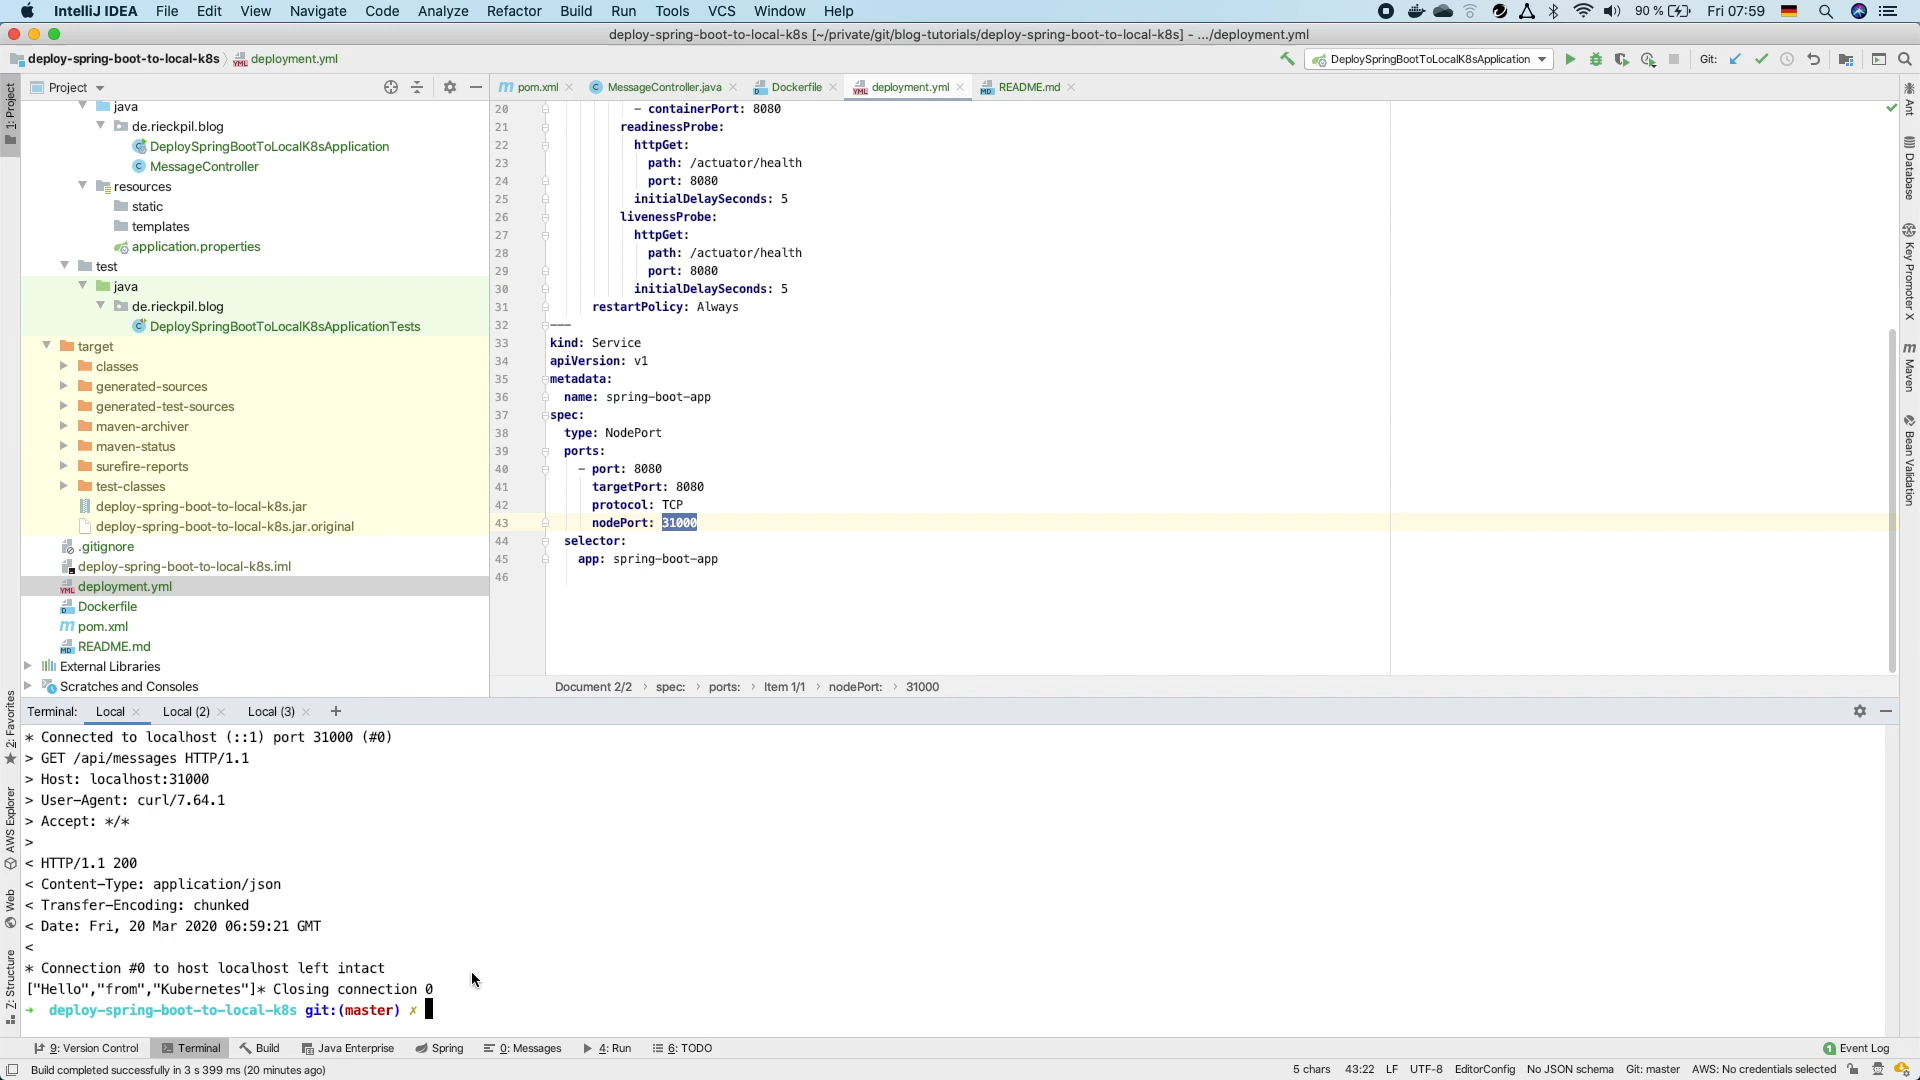 IntelliJ IDEA File Edit View Navigate Code Analyze Refactor Build Run Tools VCS Window Help 90 % Fri 07:59
deploy-spring-boot-to-local-k8s [~/private/git/blog-tutorials/deploy-spring-boot-to-local-k8s] - .../deployment.yml
deploy-spring-boot-to-local-k8s deployment.yml DeploySpringBootToLocalK8sApplication Git:
1: Project
2: Favorites
AWS Explorer
Web
Z: Structure
Project
java
de.rieckpil.blog
DeploySpringBootToLocalK8sApplication
MessageController
resources
static
templates
application.properties
test
java
de.rieckpil.blog
DeploySpringBootToLocalK8sApplicationTests
target
classes
generated-sources
generated-test-sources
maven-archiver
maven-status
surefire-reports
test-classes
deploy-spring-boot-to-local-k8s.jar
deploy-spring-boot-to-local-k8s.jar.original
.gitignore
deploy-spring-boot-to-local-k8s.iml
deployment.yml
Dockerfile
pom.xml
README.md
External Libraries
Scratches and Consoles
pom.xml MessageController.java Dockerfile deployment.yml README.md
20 - containerPort: 8080
21 readinessProbe:
22 httpGet:
23 path: /actuator/health
24 port: 8080
25 initialDelaySeconds: 5
26 livenessProbe:
27 httpGet:
28 path: /actuator/health
29 port: 8080
30 initialDelaySeconds: 5
31 restartPolicy: Always
32 ---
33 kind: Service
34 apiVersion: v1
35 metadata:
36 name: spring-boot-app
37 spec:
38 type: NodePort
39 ports:
40 - port: 8080
41 targetPort: 8080
42 protocol: TCP
43 nodePort: 31000
44 selector:
45 app: spring-boot-app
46
Document 2/2 › spec: › ports: › Item 1/1 › nodePort: › 31000
Ant
Database
Key Promoter X
Maven
Bean Validation
Terminal: Local Local (2) Local (3) +
* Connected to localhost (::1) port 31000 (#0)
> GET /api/messages HTTP/1.1
> Host: localhost:31000
> User-Agent: curl/7.64.1
> Accept: */*
>
< HTTP/1.1 200
< Content-Type: application/json
< Transfer-Encoding: chunked
< Date: Fri, 20 Mar 2020 06:59:21 GMT
<
* Connection #0 to host localhost left intact
["Hello","from","Kubernetes"]* Closing connection 0
→ deploy-spring-boot-to-local-k8s git:(master) ✗
9: Version Control Terminal Build Java Enterprise Spring 0: Messages 4: Run 6: TODO 1 Event Log
Build completed successfully in 3 s 399 ms (20 minutes ago) 5 chars 43:22 LF UTF-8 EditorConfig No JSON schema Git: master AWS: No credentials selected